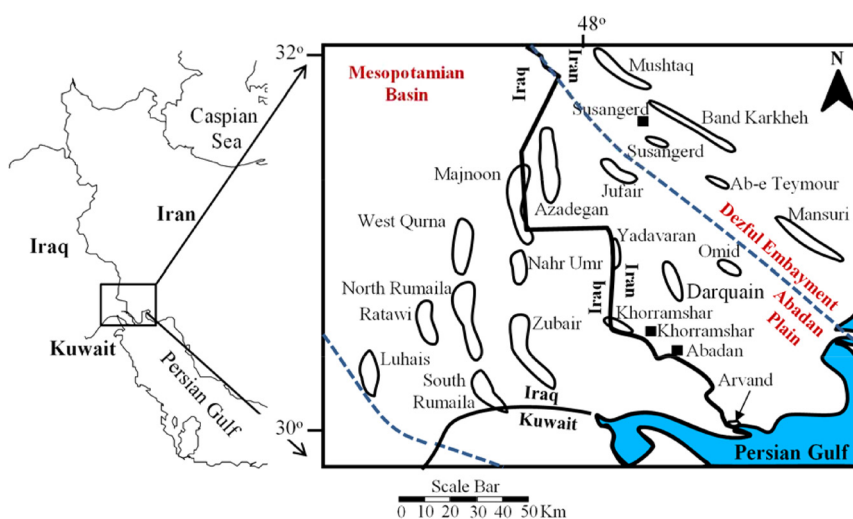 48º
32º
30º
N
Mesopotamian
Basin
Iraq
Iran
Mushtaq
Susangerd
Band Karkheh
Susangerd
Majnoon
Jufair
Ab-e Teymour
Azadegan
Mansuri
West Qurna
Yadavaran
Dezful Embayment
Omid
Nahr Umr
Iran
Iraq
North Rumaila
Darquain
Abadan
Plain
Ratawi
Zubair
Khorramshar
Khorramshar
Abadan
Luhais
South
Rumaila
Iraq
Kuwait
Arvand
Persian Gulf
Caspian
Sea
Iran
Iraq
Kuwait
Persian Gulf
Scale Bar
0 10 20 30 40 50 Km